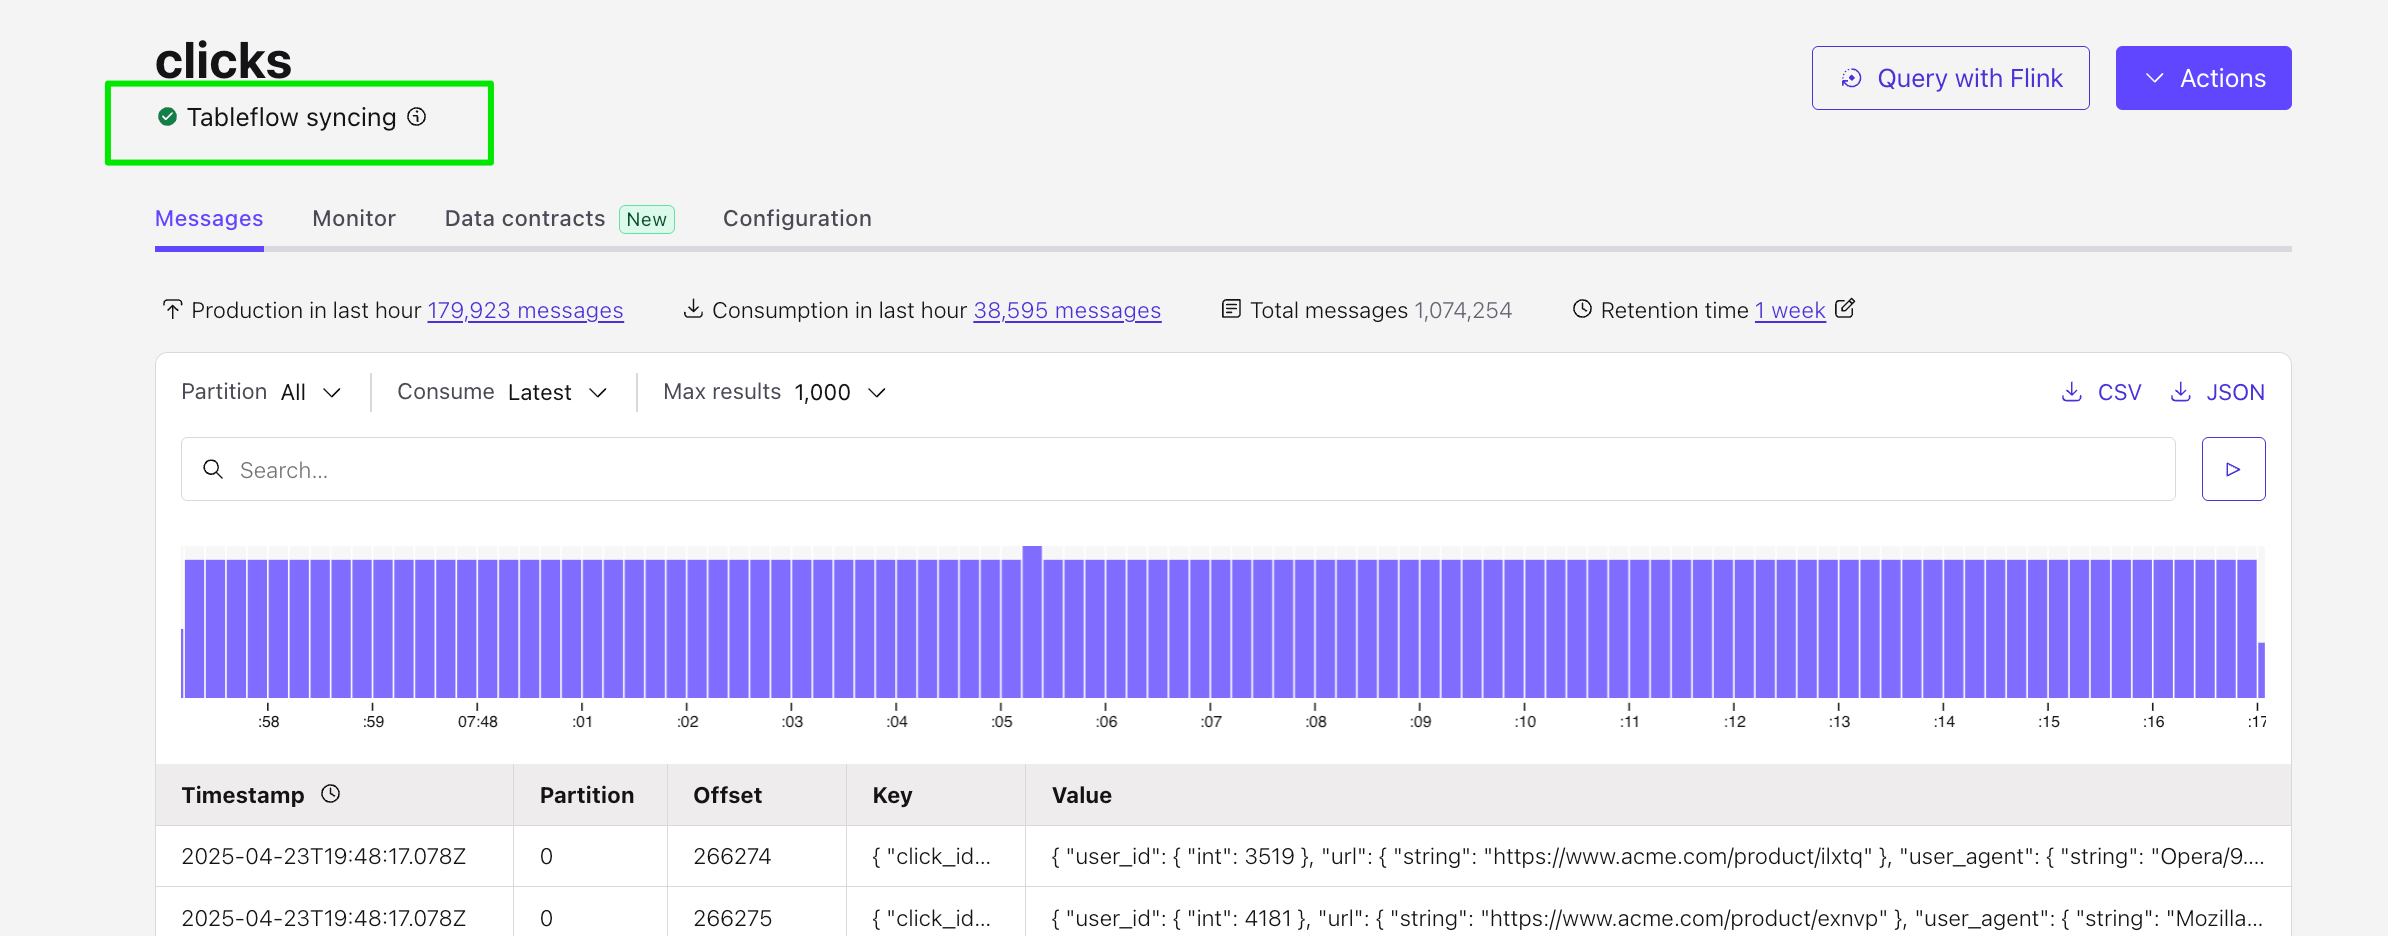 clicks
Query with Flink
Actions
Tableflow syncing
Messages Monitor Data contracts New Configuration
Production in last hour 179,923 messages Consumption in last hour 38,595 messages Total messages 1,074,254 Retention time 1 week
Partition All Consume Latest Max results 1,000 CSV JSON
Search...
:58 :59 07:48 :01 :02 :03 :04 :05 :06 :07 :08 :09 :10 :11 :12 :13 :14 :15 :16 :17
Timestamp Partition Offset Key Value
2025-04-23T19:48:17.078Z 0 266274 { "click_id... { "user_id": { "int": 3519 }, "url": { "string": "https://www.acme.com/product/ilxtq" }, "user_agent": { "string": "Opera/9....
2025-04-23T19:48:17.078Z 0 266275 { "click_id... { "user_id": { "int": 4181 }, "url": { "string": "https://www.acme.com/product/exnvp" }, "user_agent": { "string": "Mozilla...